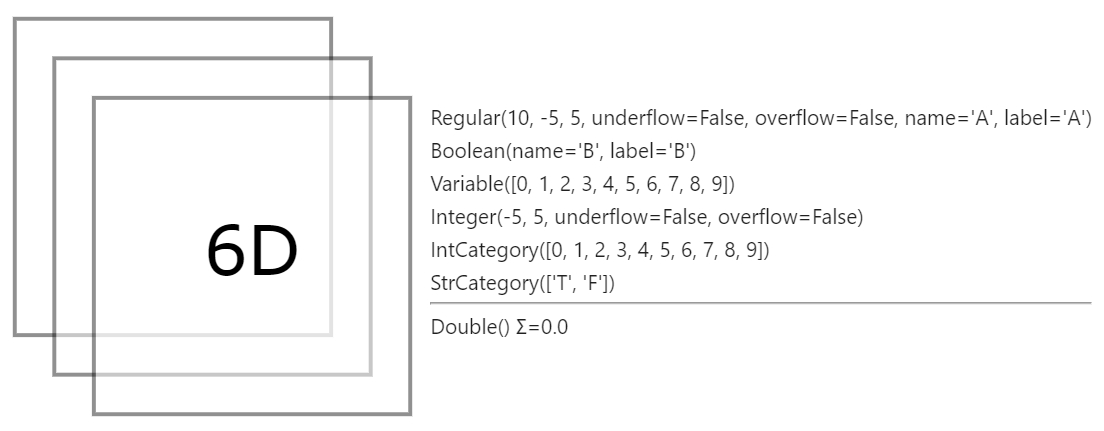 6D
Regular(10, -5, 5, underflow=False, overflow=False, name='A', label='A')
Boolean(name='B', label='B')
Variable([0, 1, 2, 3, 4, 5, 6, 7, 8, 9])
Integer(-5, 5, underflow=False, overflow=False)
IntCategory([0, 1, 2, 3, 4, 5, 6, 7, 8, 9])
StrCategory(['T', 'F'])
Double() Σ=0.0